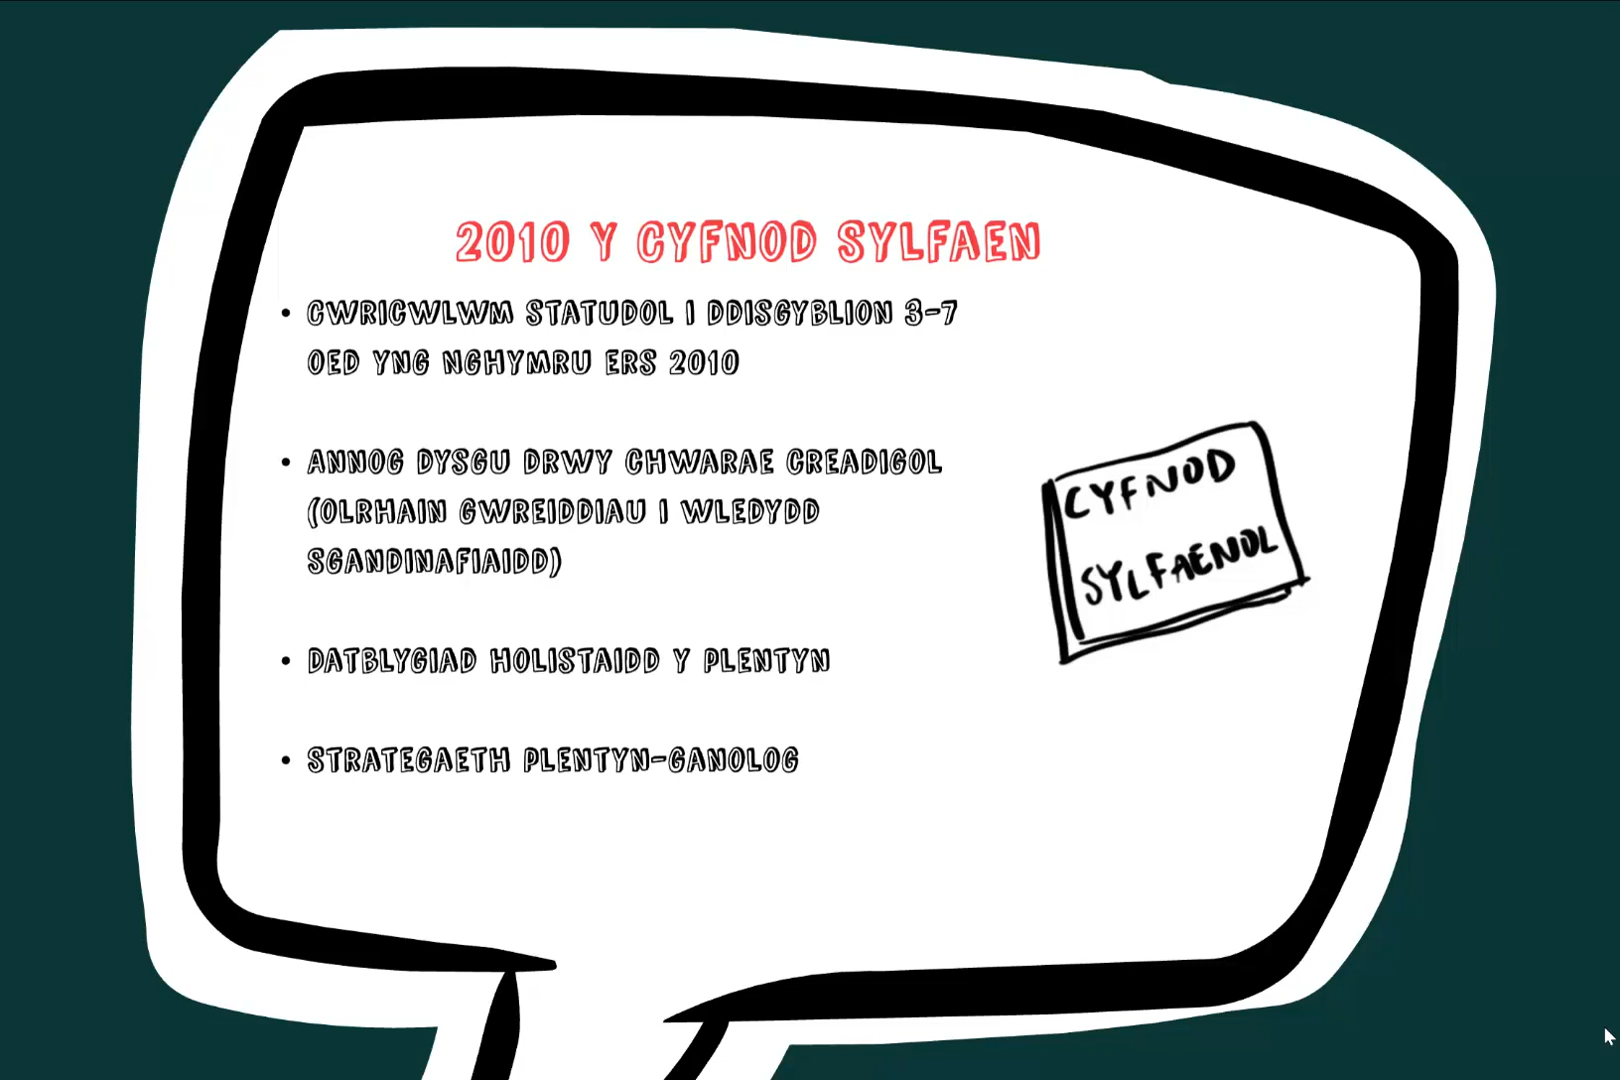 2010 Y CYFNOD SYLFAEN
• CWRICWLWM STATUDOL I DDISGYBLION 3-7
OED YNG NGHYMRU ERS 2010
• ANNOG DYSGU DRWY CHWARAE CREADIGOL
(OLRHAIN GWREIDDIAU I WLEDYDD
SGANDINAFIAIDD)
• DATBLYGIAD HOLISTAIDD Y PLENTYN
• STRATEGAETH PLENTYN-GANOLOG
CYFNOD
SYLFAENOL